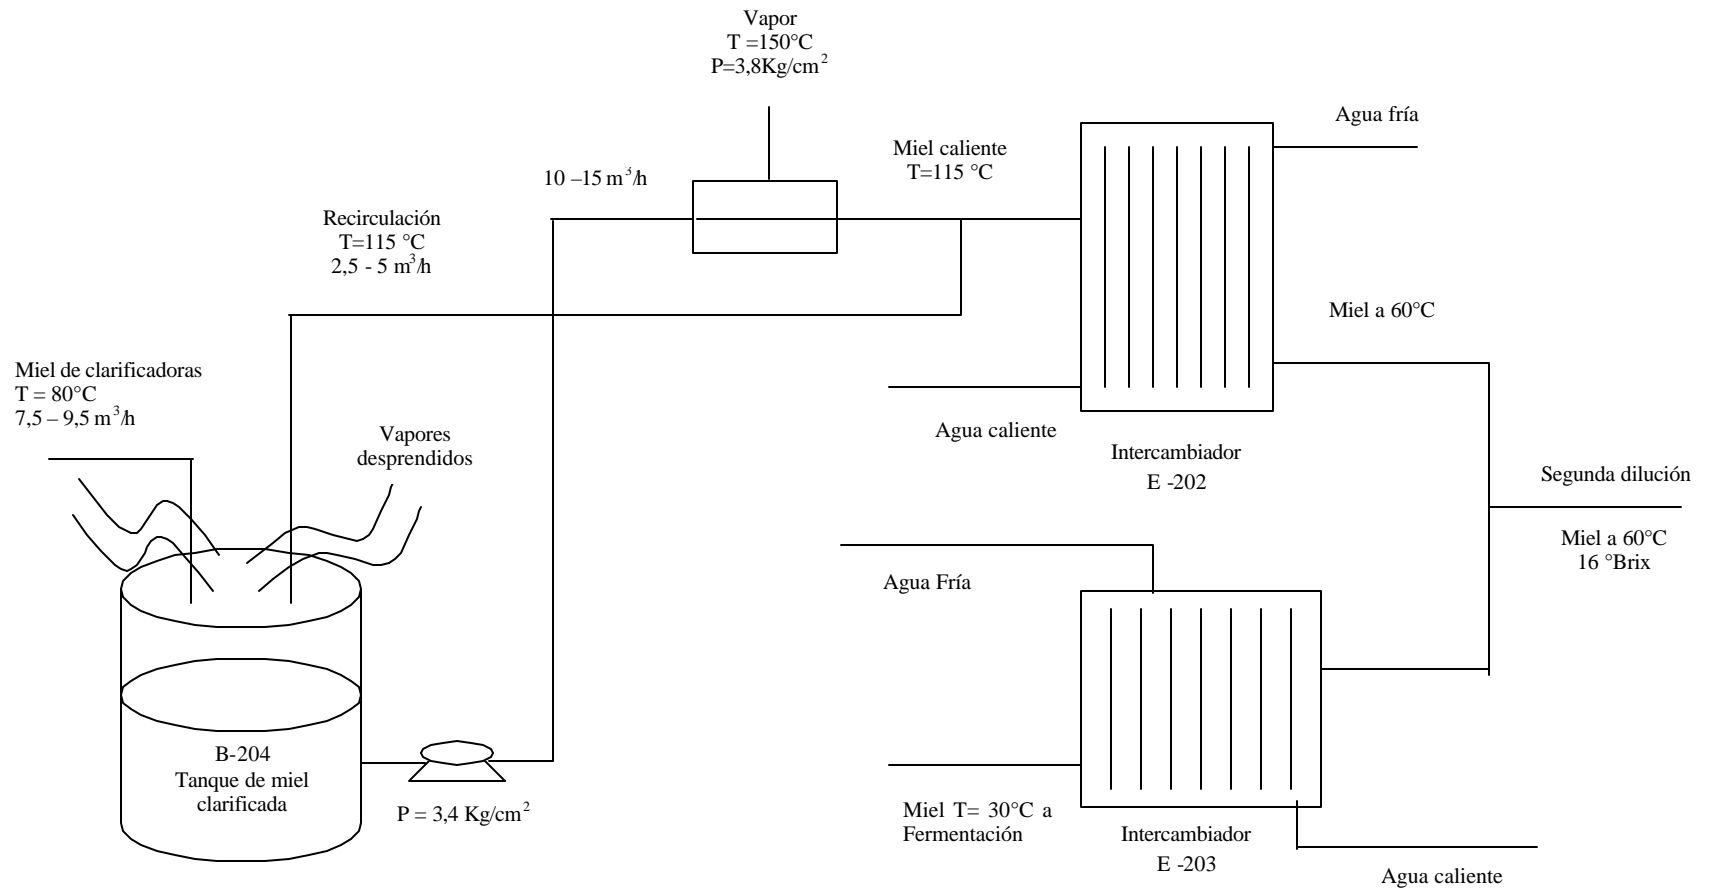 Vapor
T =150°C
P=3,8Kg/cm²
Agua fría
Miel caliente
T=115 °C
10 –15 m³/h
Recirculación
T=115 °C
2,5 - 5 m³/h
Miel a 60°C
Miel de clarificadoras
T = 80°C
7,5 – 9,5 m³/h
Vapores
desprendidos
Agua caliente
Intercambiador
E -202
Segunda dilución
Miel a 60°C
16 °Brix
Agua Fría
B-204
Tanque de miel
clarificada
P = 3,4 Kg/cm²
Miel T= 30°C a
Fermentación
Intercambiador
E -203
Agua caliente